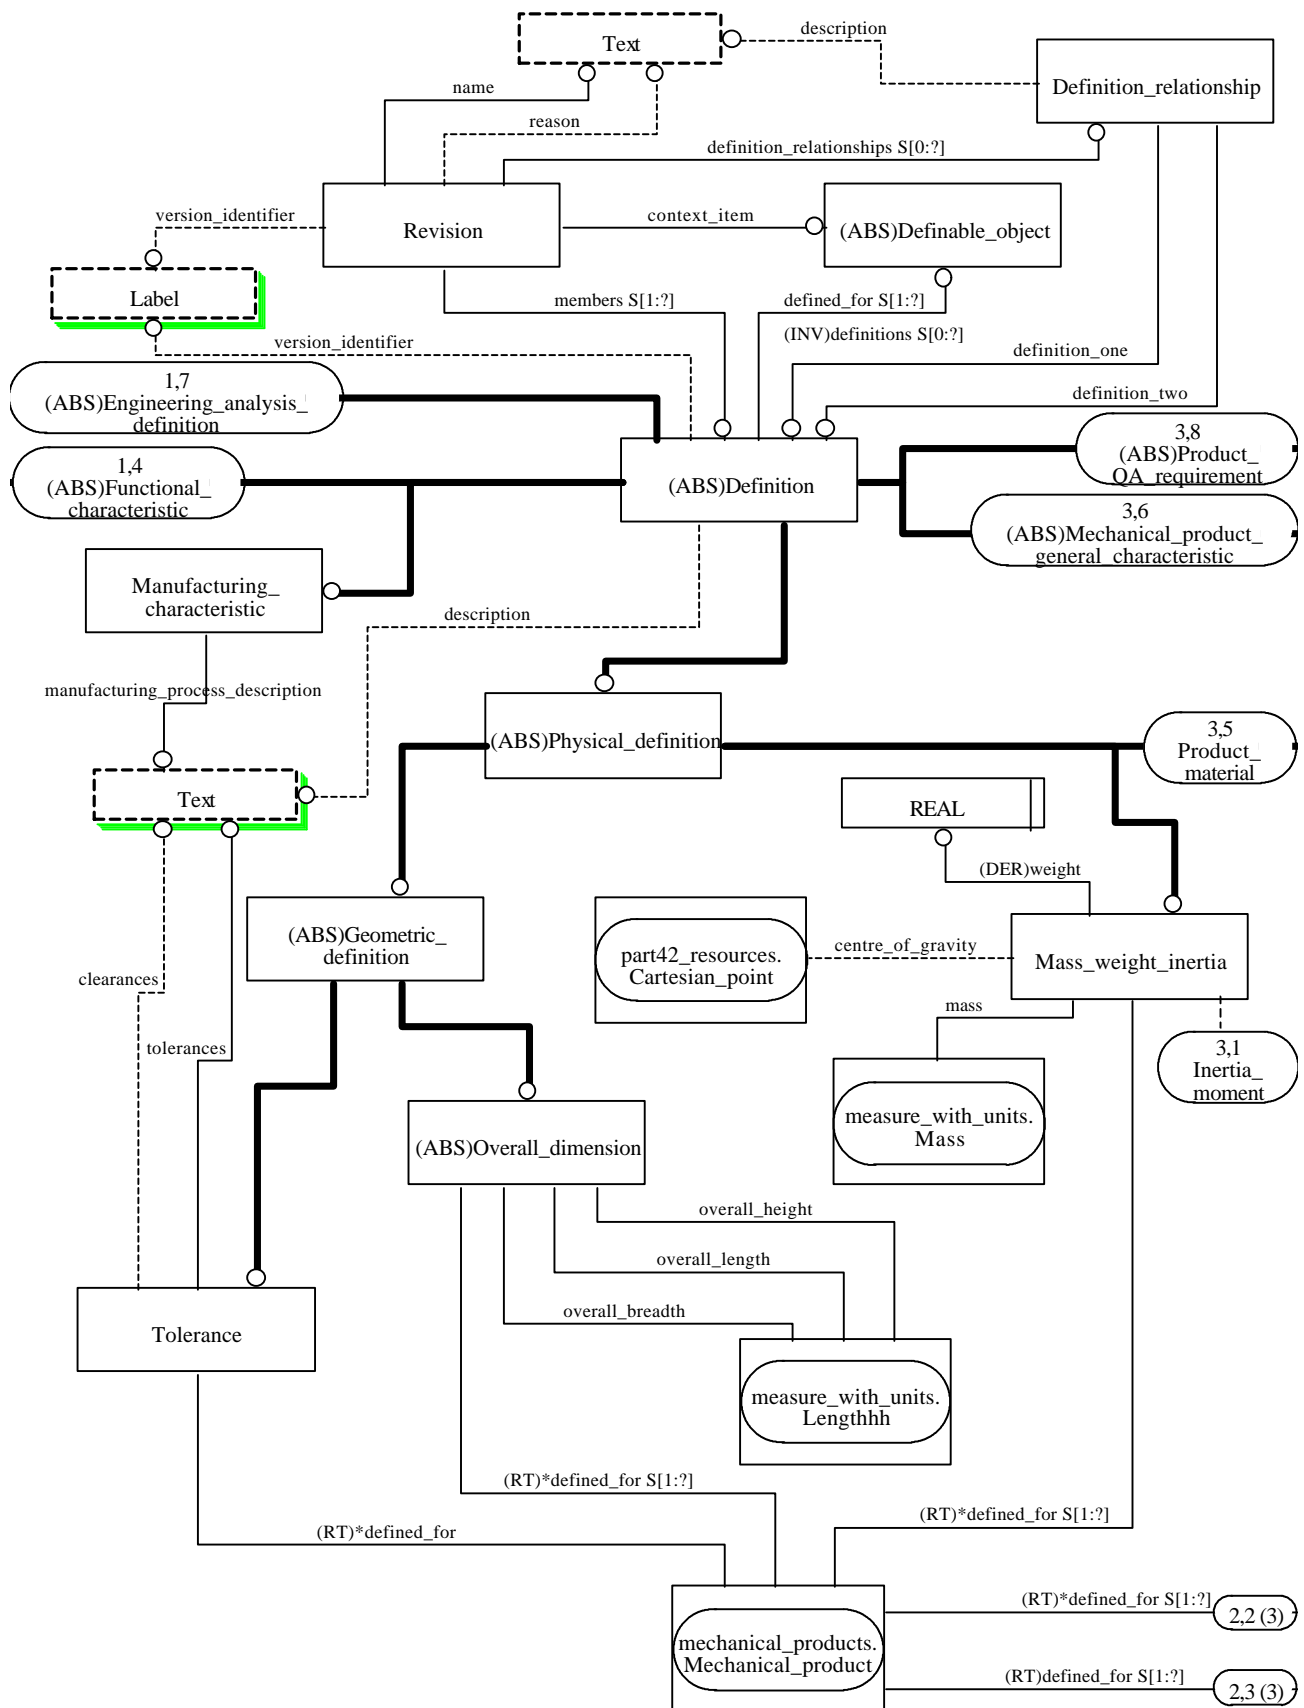 description
Text
Definition_relationship
name
reason
definition_relationships S[0:?]
version_identifier
context_item
Revision
(ABS)Definable_object
Label
members S[1:?]
defined_for S[1:?]
(INV)definitions S[0:?]
version_identifier
definition_one
1,7
(ABS)Engineering_analysis_
definition
definition_two
3,8
(ABS)Product_
QA_requirement
1,4
(ABS)Functional_
characteristic
(ABS)Definition
3,6
(ABS)Mechanical_product_
general_characteristic
Manufacturing_
characteristic
description
manufacturing_process_description
(ABS)Physical_definition
3,5
Product_
material
Text
REAL
(DER)weight
(ABS)Geometric_
definition
part42_resources.
Cartesian_point
centre_of_gravity
Mass_weight_inertia
clearances
mass
tolerances
3,1
Inertia_
moment
measure_with_units.
Mass
(ABS)Overall_dimension
overall_height
overall_length
overall_breadth
Tolerance
measure_with_units.
Lengthhh
(RT)*defined_for S[1:?]
(RT)*defined_for
(RT)*defined_for S[1:?]
(RT)*defined_for S[1:?]
2,2 (3)
mechanical_products.
Mechanical_product
(RT)defined_for S[1:?]
2,3 (3)